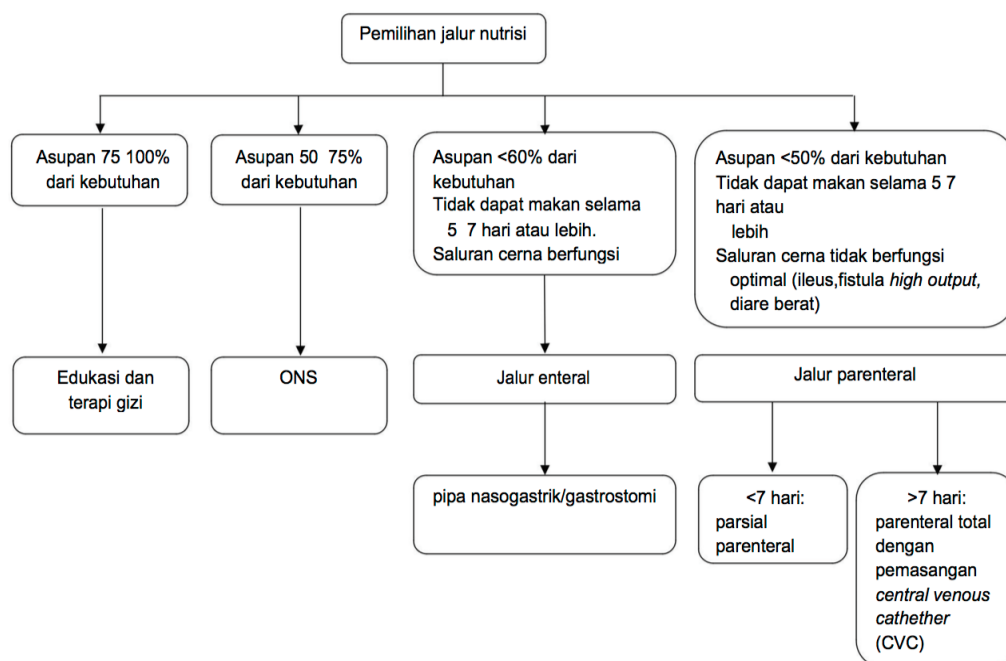 Pemilihan jalur nutrisi
Asupan 75 100%
dari kebutuhan
Asupan 50 75%
dari kebutuhan
Asupan <60% dari
kebutuhan
Tidak dapat makan selama
5 7 hari atau lebih.
Saluran cerna berfungsi
Asupan <50% dari kebutuhan
Tidak dapat makan selama 5 7
hari atau
lebih
Saluran cerna tidak berfungsi
optimal (ileus,fistula high output,
diare berat)
Edukasi dan
terapi gizi
ONS
Jalur enteral
Jalur parenteral
pipa nasogastrik/gastrostomi
<7 hari:
parsial
parenteral
>7 hari:
parenteral total
dengan
pemasangan
central venous
cathether
(CVC)